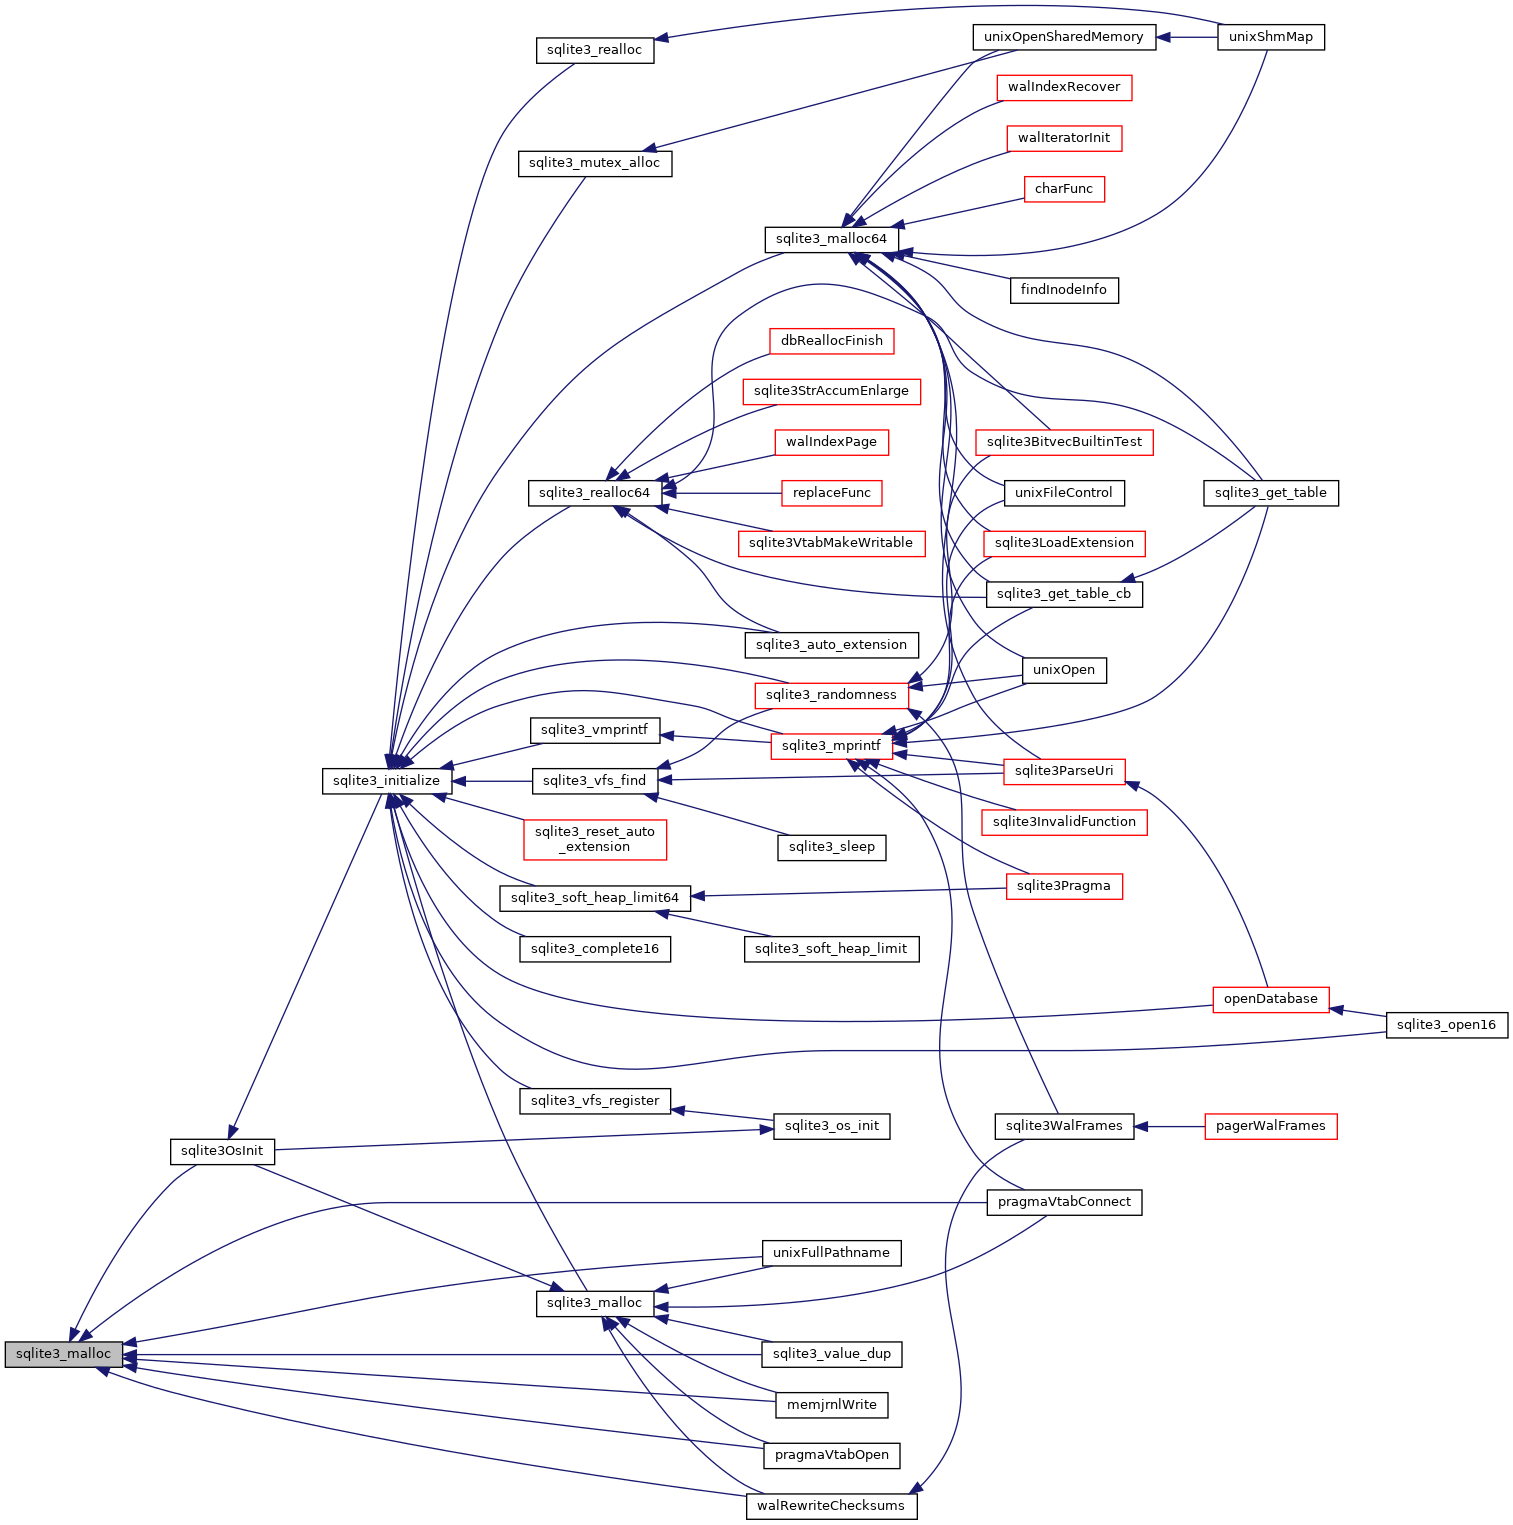 unixOpenSharedMemory
unixShmMap
sqlite3_realloc
walIndexRecover
walIteratorInit
sqlite3_mutex_alloc
charFunc
sqlite3_malloc64
findInodeInfo
dbReallocFinish
sqlite3StrAccumEnlarge
walIndexPage
sqlite3BitvecBuiltinTest
sqlite3_realloc64
replaceFunc
unixFileControl
sqlite3_get_table
sqlite3VtabMakeWritable
sqlite3LoadExtension
sqlite3_get_table_cb
sqlite3_auto_extension
unixOpen
sqlite3_randomness
sqlite3_vmprintf
sqlite3_mprintf
sqlite3_initialize
sqlite3_vfs_find
sqlite3ParseUri
sqlite3_reset_auto
_extension
sqlite3InvalidFunction
sqlite3_sleep
sqlite3_soft_heap_limit64
sqlite3Pragma
sqlite3_complete16
sqlite3_soft_heap_limit
openDatabase
sqlite3_open16
sqlite3_vfs_register
sqlite3_os_init
sqlite3WalFrames
pagerWalFrames
sqlite3OsInit
pragmaVtabConnect
unixFullPathname
sqlite3_malloc
sqlite3_malloc
sqlite3_value_dup
memjrnlWrite
pragmaVtabOpen
walRewriteChecksums